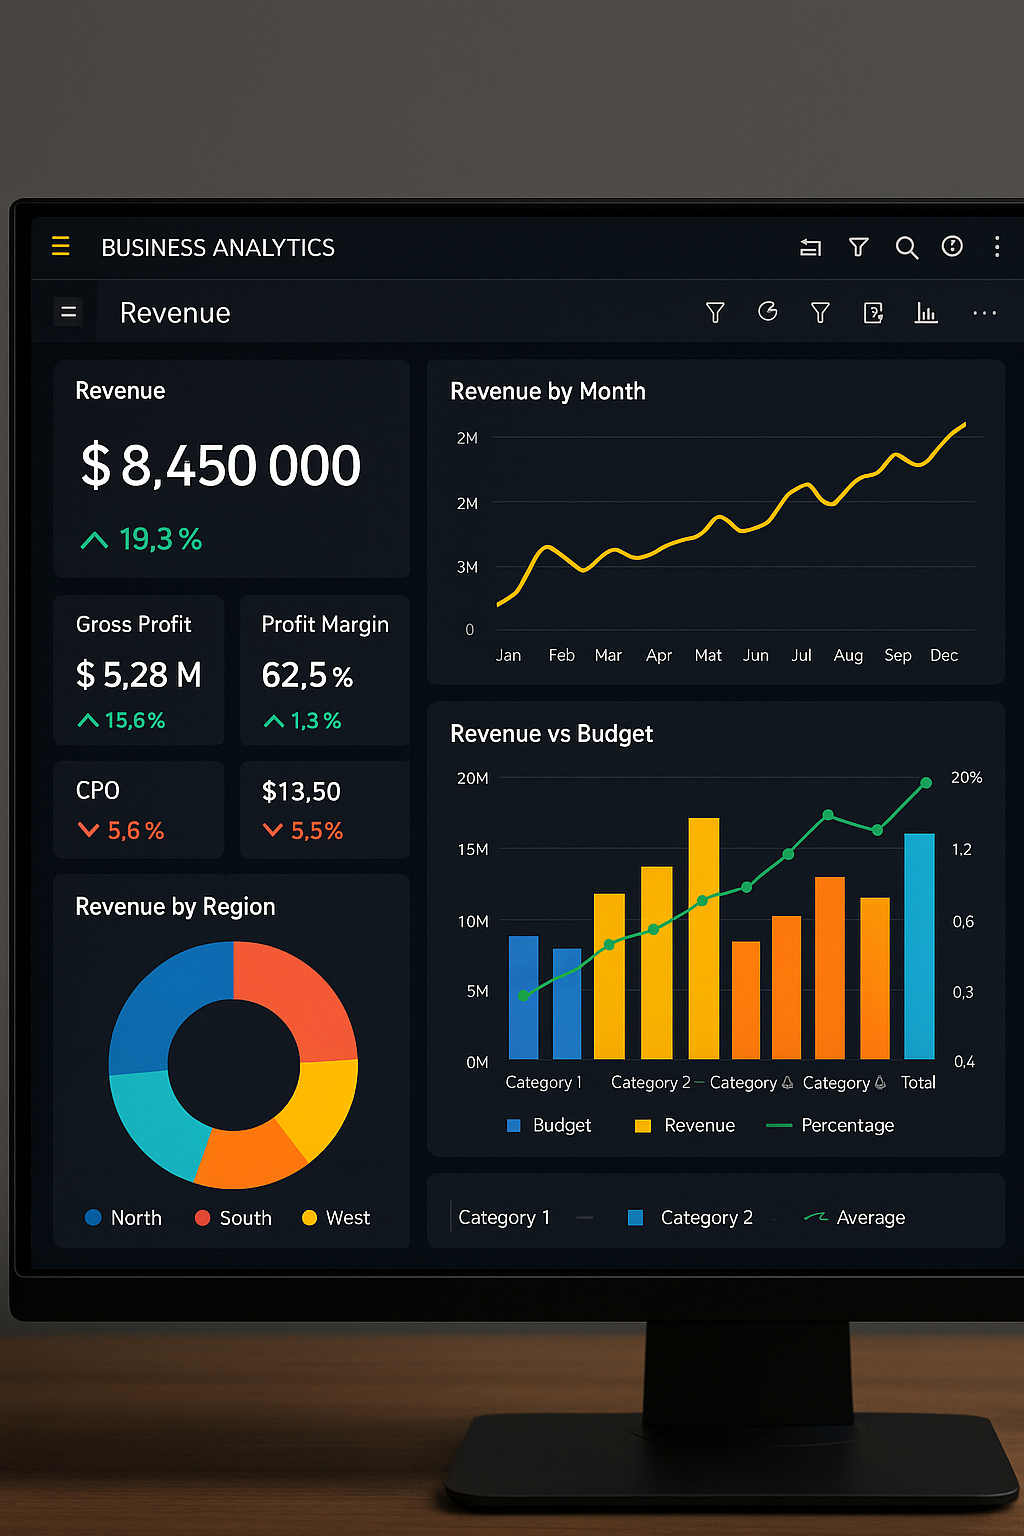 BUSINESS ANALYTICS
Revenue
Revenue
$ 8,450 000
19,3 %
Gross Profit
$ 5,28 M
15,6%
Profit Margin
62,5 %
1,3 %
CPO
5,6 %
$13,50
5,5%
Revenue by Region
North South West
Revenue by Month
2M
2M
3M
0
Jan Feb Mar Apr Mat Jun Jul Aug Sep Dec
Revenue vs Budget
20M 20%
15M 1,2
10M 0,6
5M 0,3
0M 0,4
Category 1 Category 2 – Category Category Total
Budget Revenue Percentage
Category 1 — Category 2 Average